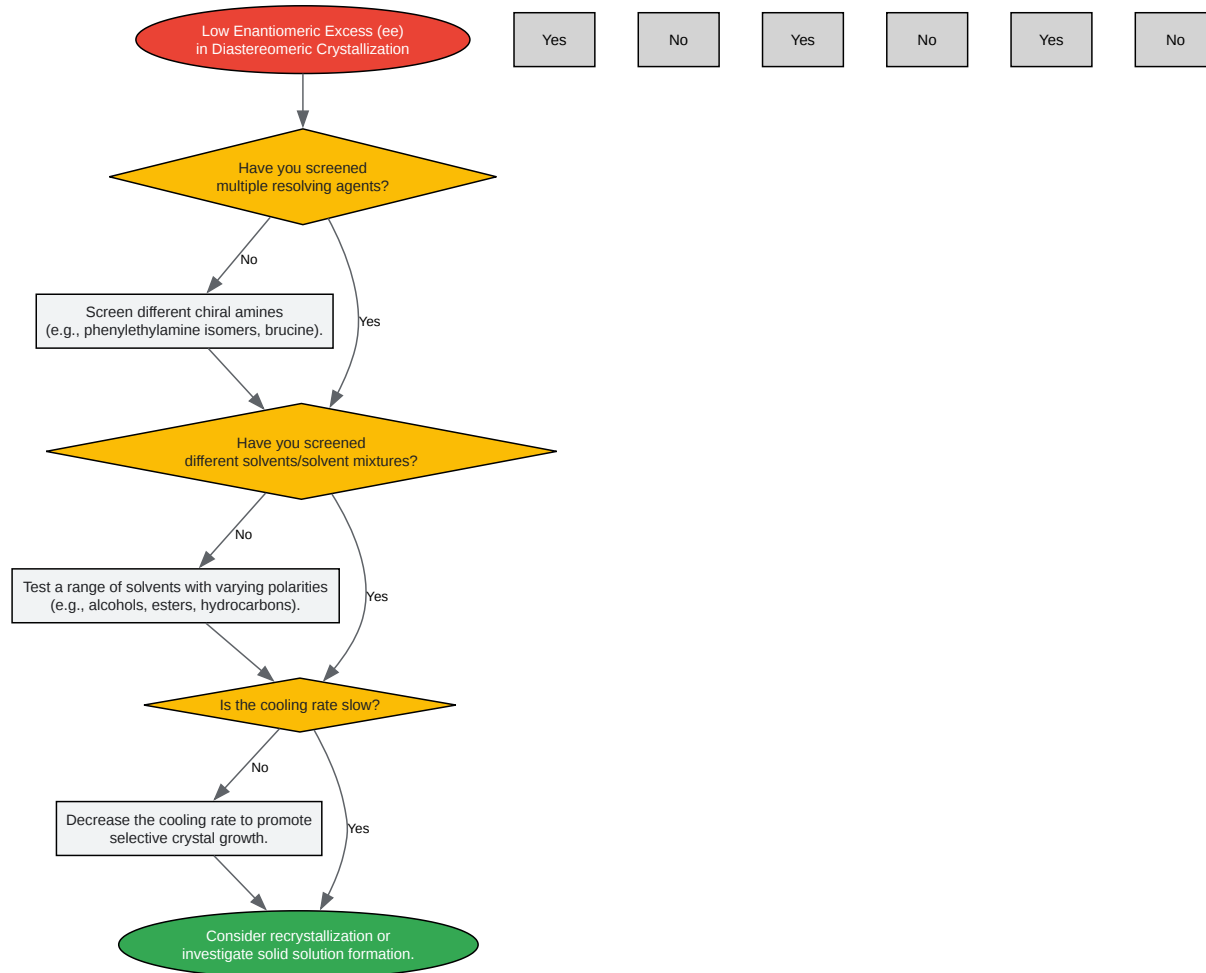 Low Enantiomeric Excess (ee)
in Diastereomeric Crystallization
Yes
No
Yes
No
Yes
No
Have you screened
multiple resolving agents?
No
Screen different chiral amines
(e.g., phenylethylamine isomers, brucine).
Yes
Have you screened
different solvents/solvent mixtures?
No
Test a range of solvents with varying polarities
(e.g., alcohols, esters, hydrocarbons).
Yes
Is the cooling rate slow?
No
Decrease the cooling rate to promote
selective crystal growth.
Yes
Consider recrystallization or
investigate solid solution formation.